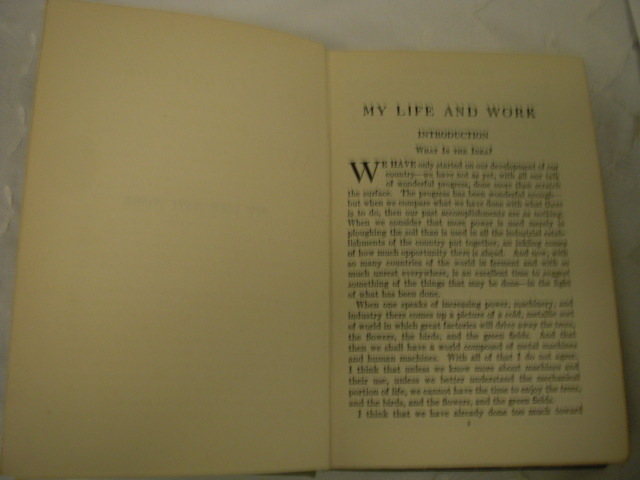 MY LIFE AND WORK
INTRODUCTION
WHAT IS THE IDEA?
WE HAVE only started on our development of our
country—we have not as yet, with all our talk
of wonderful progress, done more than scratch
the surface. The progress has been wonderful enough—
but when we compare what we have done with what there
is to do, then our past accomplishments are as nothing.
When we consider that more power is used merely in
ploughing the soil than is used in all the industrial estab-
lishments of the country put together, an inkling comes
of how much opportunity there is ahead. And now, with
so many countries of the world in ferment and with so
much unrest everywhere, is an excellent time to suggest
something of the things that may be done—in the light
of what has been done.
When one speaks of increasing power, machinery, and
industry there comes up a picture of a cold, metallic sort
of world in which great factories will drive away the trees,
the flowers, the birds, and the green fields. And that
then we shall have a world composed of metal machines
and human machines. With all of that I do not agree.
I think that unless we know more about machines and
their use, unless we better understand the mechanical
portion of life, we cannot have the time to enjoy the trees,
and the birds, and the flowers, and the green fields.
I think that we have already done too much toward
1